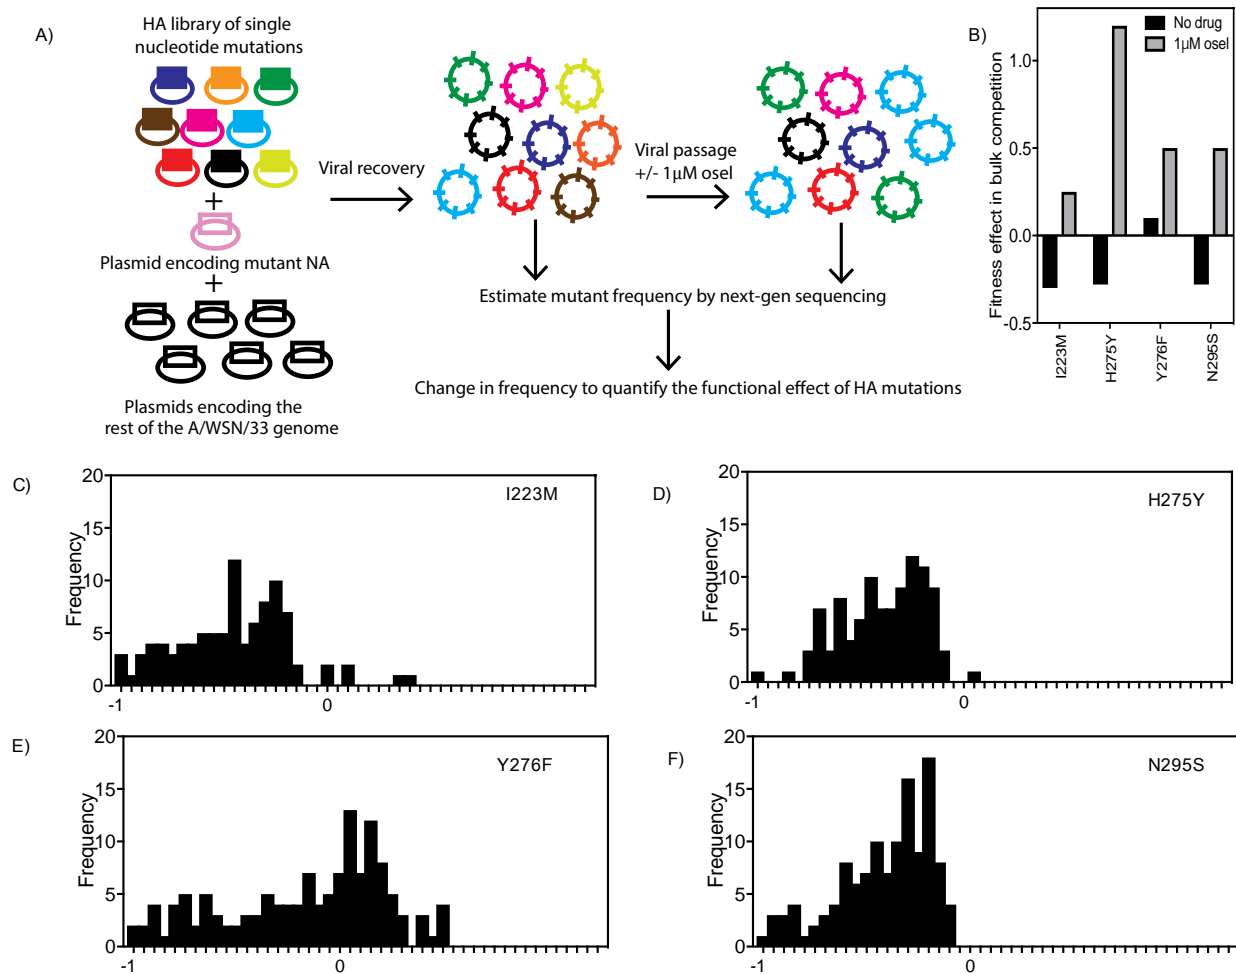 A)
HA library of single
nucleotide mutations
+
Plasmid encoding mutant NA
+
Plasmids encoding the
rest of the A/WSN/33 genome
Viral recovery
Viral passage
+/- 1µM osel
Estimate mutant frequency by next-gen sequencing
Change in frequency to quantify the functional effect of HA mutations
B)
Fitness effect in bulk competition
1.0
0.5
0.0
-0.5
No drug
1µM osel
I223M
H275Y
Y276F
N295S
C)
Frequency
20
15
10
5
0
I223M
-1
0
D)
Frequency
20
15
10
5
0
H275Y
-1
0
E)
Frequency
20
15
10
5
0
Y276F
-1
0
F)
Frequency
20
15
10
5
0
N295S
-1
0